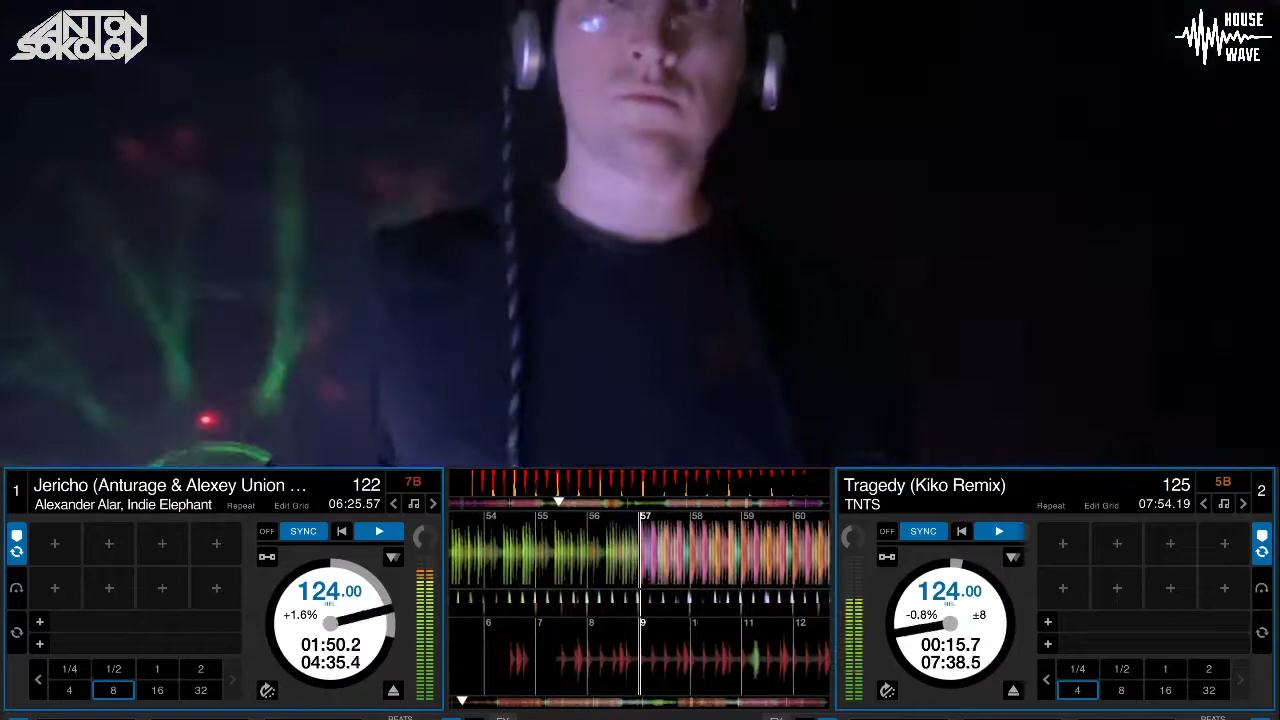 ANTON
SOKOLOV
HOUSE
WAVE
1
Jericho (Anturage & Alexey Union ...
122
7B
Alexander Alar, Indie Elephant
Repeat
Edit Grid
06:25.57
OFF
SYNC
124.00
REL
+1.6%
01:50.2
04:35.4
1/4
1/2
1
2
4
8
16
32
54
55
56
57
58
59
60
6
7
8
9
1
11
12
Tragedy (Kiko Remix)
125
5B
2
TNTS
Repeat
Edit Grid
07:54.19
OFF
SYNC
124.00
REL
-0.8%
±8
00:15.7
07:38.5
1/4
1/2
1
2
4
16
32